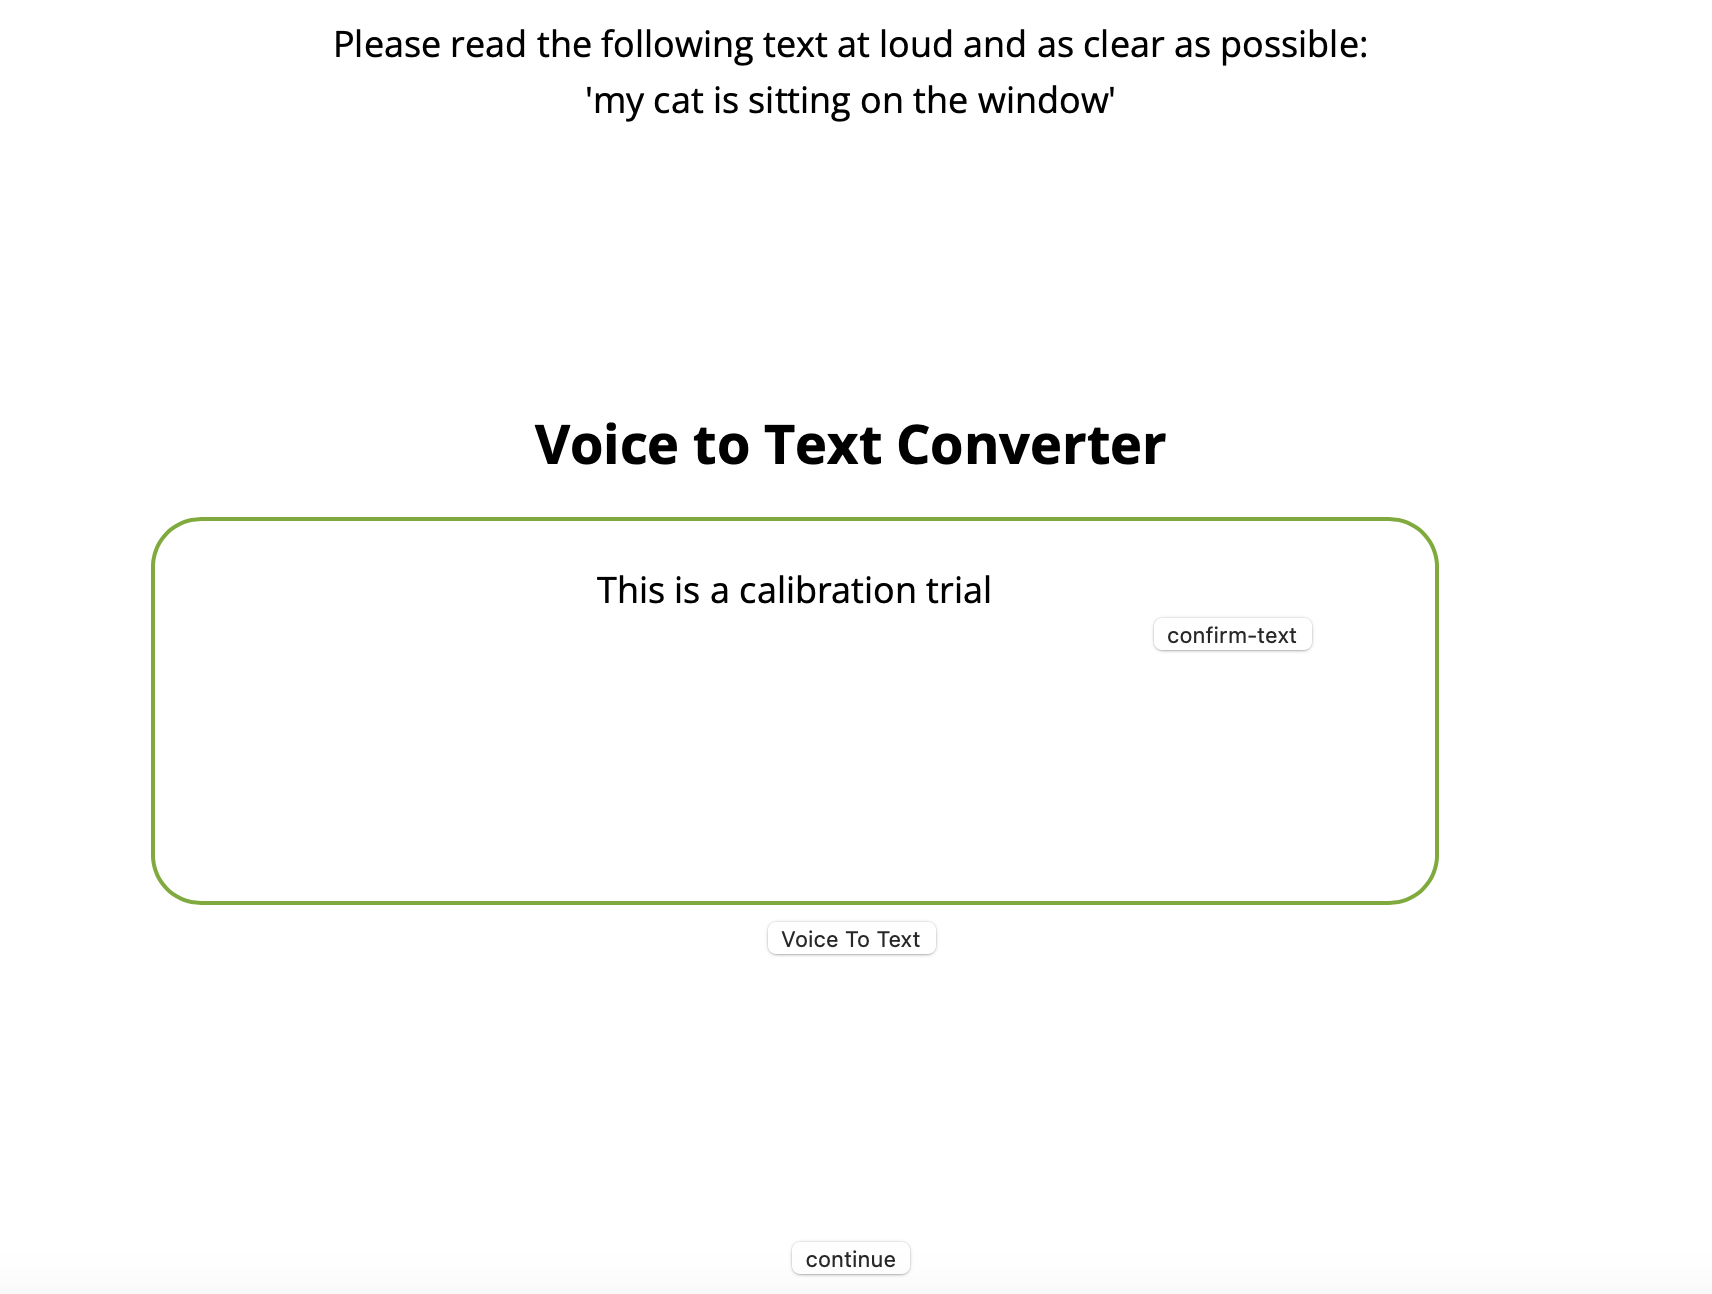 Please read the following text at loud and as clear as possible:
'my cat is sitting on the window'
Voice to Text Converter
This is a calibration trial
confirm-text
Voice To Text
continue